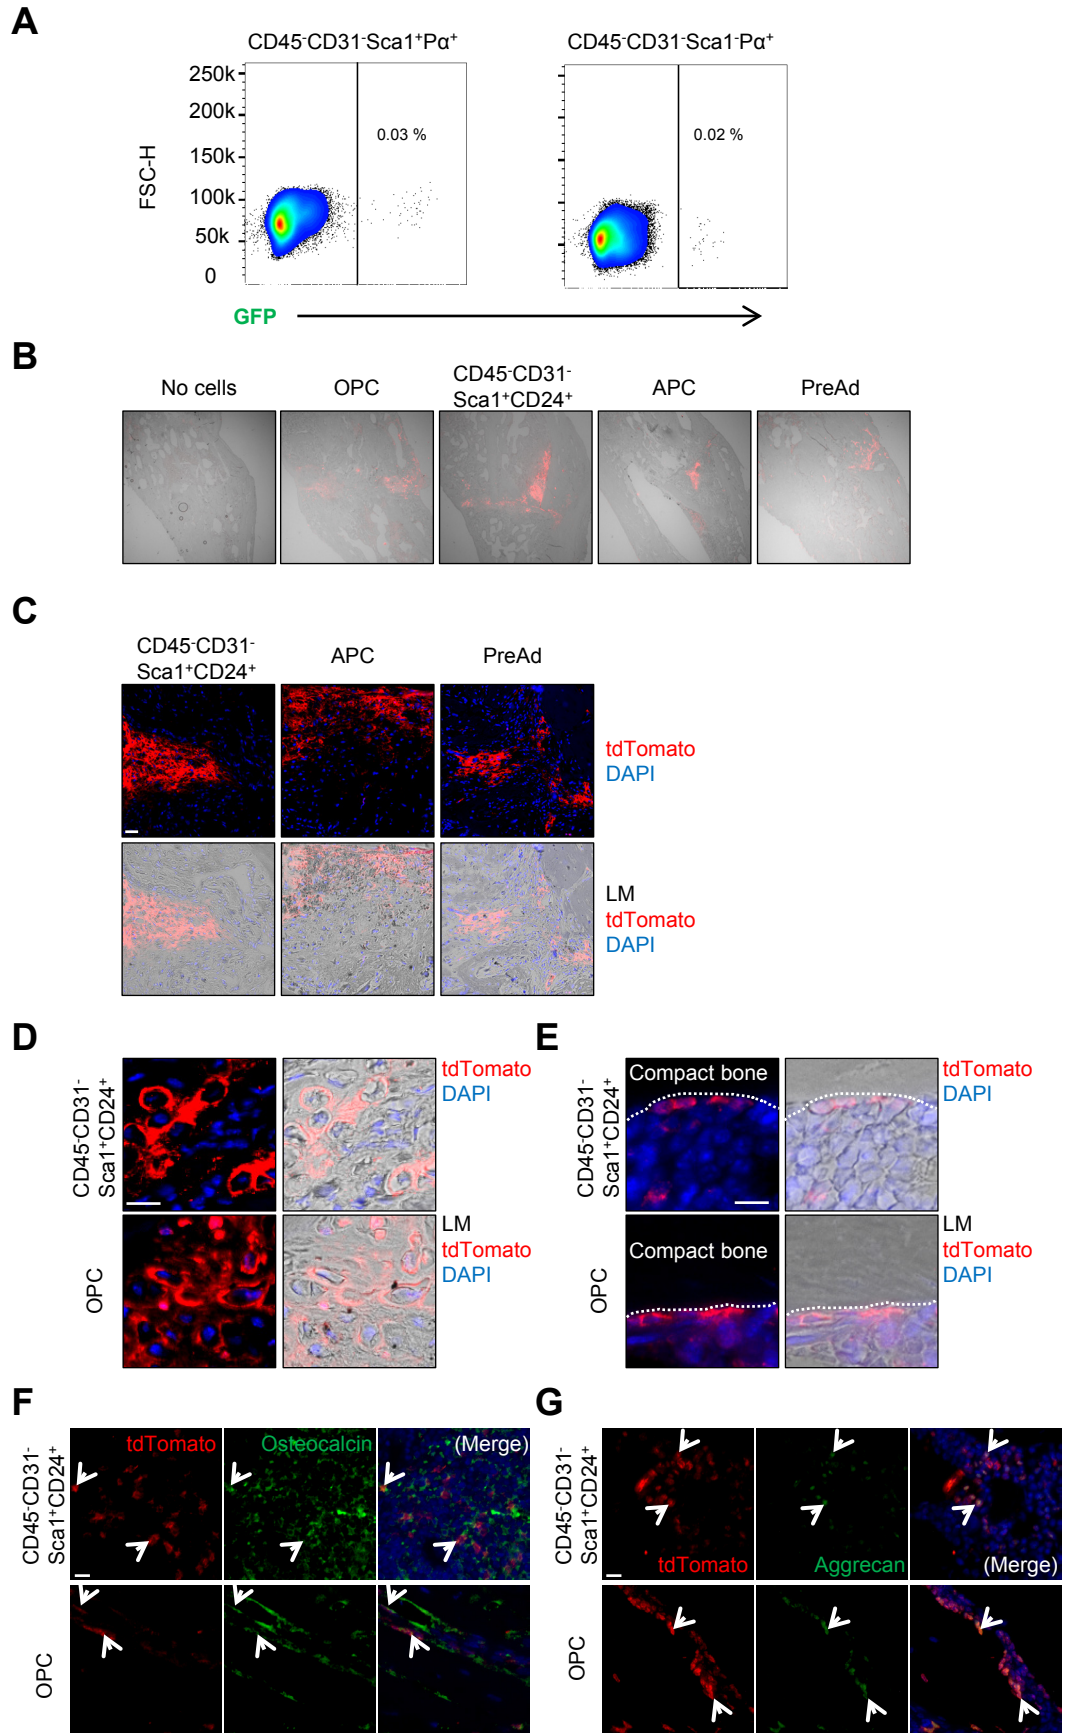 A
CD45-CD31-Sca1+Pα+
CD45-CD31-Sca1-Pα+
250k
200k
150k
100k
50k
0
FSC-H
0.03 %
0.02 %
GFP
B
No cells
OPC
CD45-CD31-
Sca1+CD24+
APC
PreAd
C
CD45-CD31-
Sca1+CD24+
APC
PreAd
tdTomato
DAPI
LM
tdTomato
DAPI
D
CD45-CD31-
Sca1+CD24+
tdTomato
DAPI
OPC
LM
tdTomato
DAPI
E
CD45-CD31-
Sca1+CD24+
Compact bone
tdTomato
DAPI
OPC
Compact bone
LM
tdTomato
DAPI
F
CD45-CD31-
Sca1+CD24+
tdTomato
Osteocalcin
(Merge)
OPC
G
CD45-CD31-
Sca1+CD24+
tdTomato
Aggrecan
(Merge)
OPC